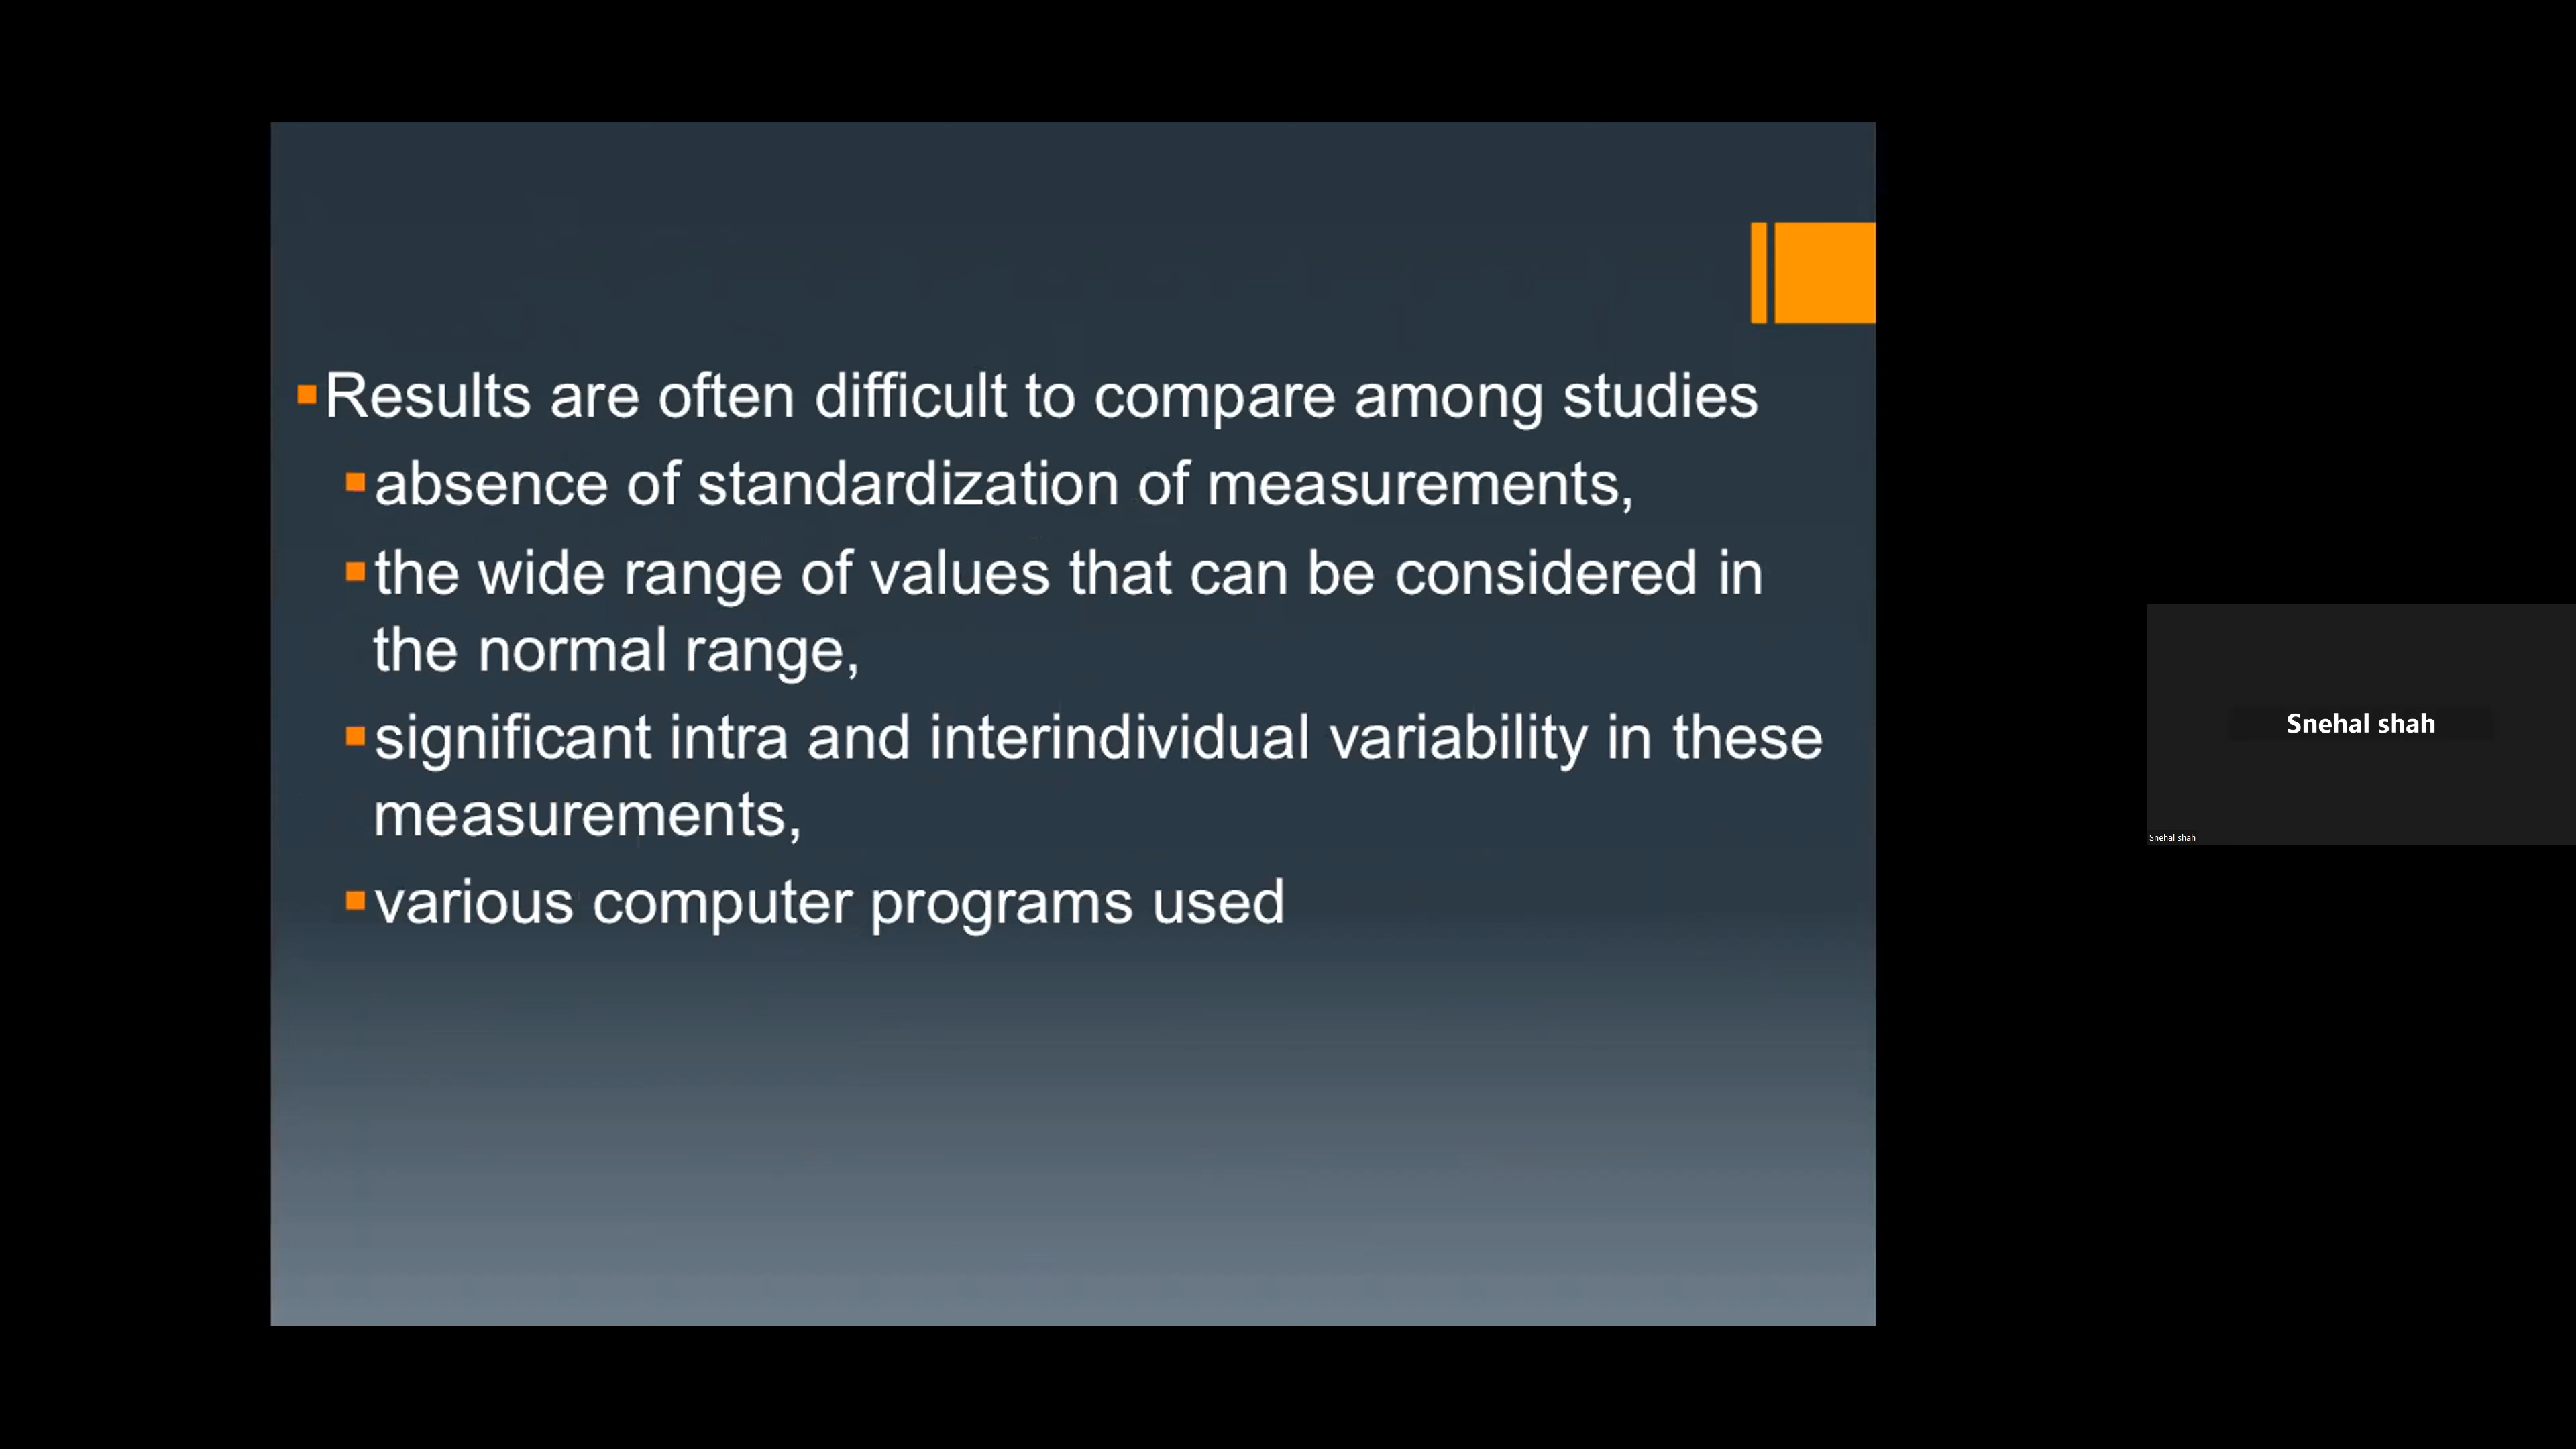 Results are often difficult to compare among studies
absence of standardization of measurements,
the wide range of values that can be considered in
the normal range,
significant intra and interindividual variability in these
measurements,
various computer programs used
Snehal shah
Snehal shah